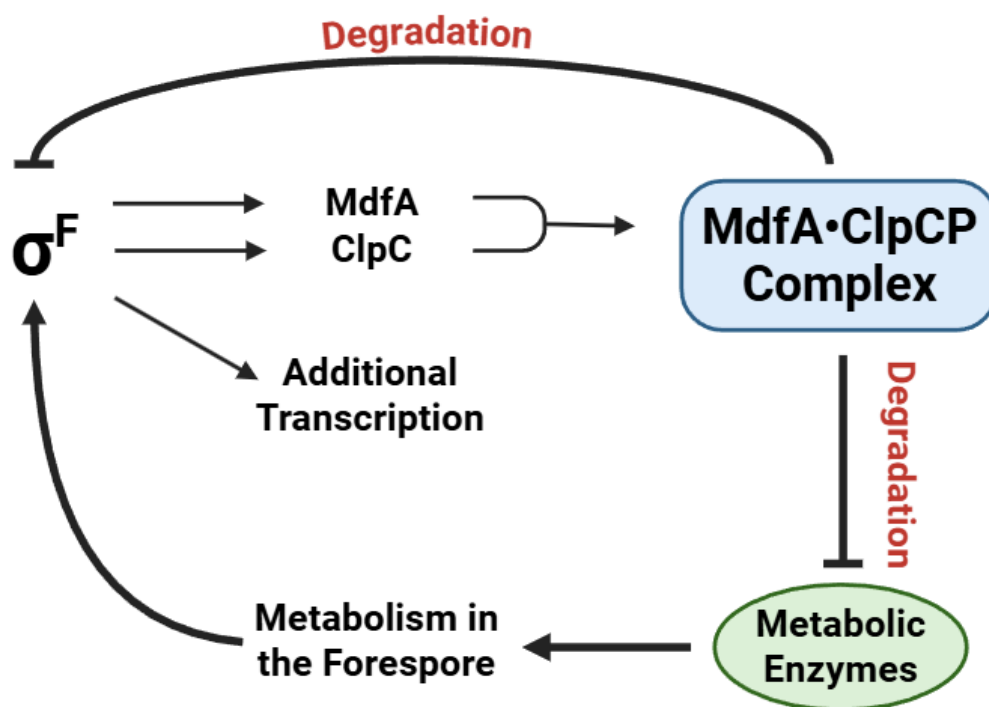 Degradation
σF
MdfA
ClpC
MdfA•ClpCP
Complex
Additional
Transcription
Degradation
Metabolism in
the Forespore
Metabolic
Enzymes